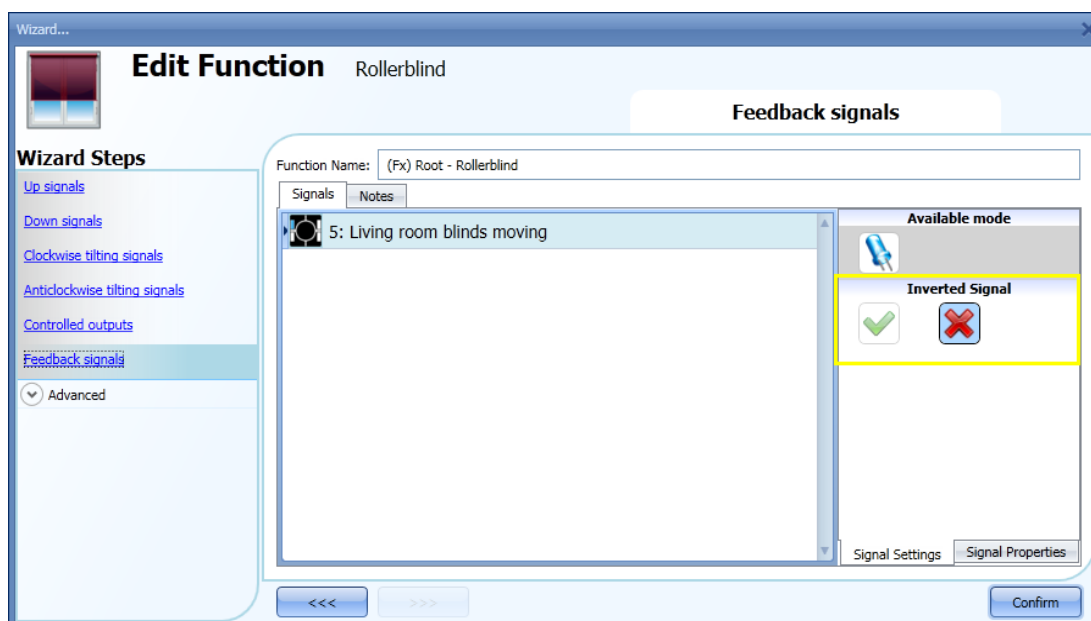 Wizard...
Edit Function Rollerblind
Feedback signals
Wizard Steps
Up signals
Down signals
Clockwise tilting signals
Anticlockwise tilting signals
Controlled outputs
Feedback signals
Advanced
Function Name: (Fx) Root - Rollerblind
Signals Notes
5: Living room blinds moving
Available mode
Inverted Signal
Signal Settings Signal Properties
<<< >>> Confirm